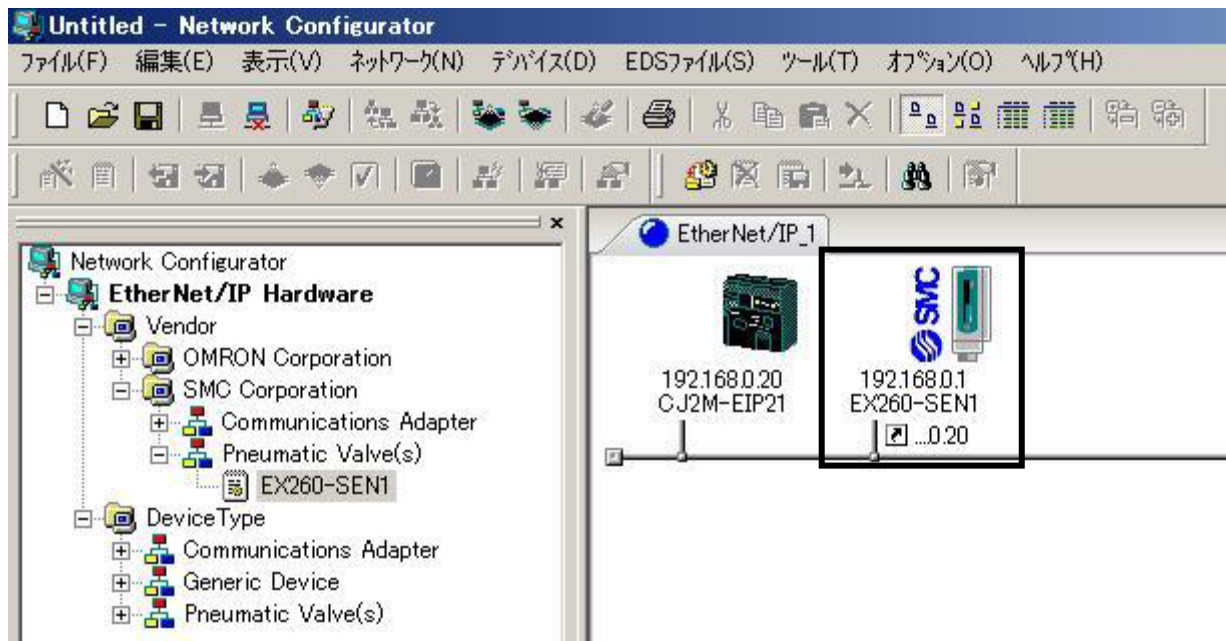 Untitled - Network Configurator
ファイル(F) 編集(E) 表示(V) ネットワーク(N) デバイス(D) EDSファイル(S) ツール(T) オプション(O) ヘルプ(H)
EtherNet/IP_1
Network Configurator
EtherNet/IP Hardware
Vendor
OMRON Corporation
SMC Corporation
Communications Adapter
Pneumatic Valve(s)
EX260-SEN1
DeviceType
Communications Adapter
Generic Device
Pneumatic Valve(s)
SMC
192.168.0.20
CJ2M-EIP21
192.168.0.1
EX260-SEN1
...0.20